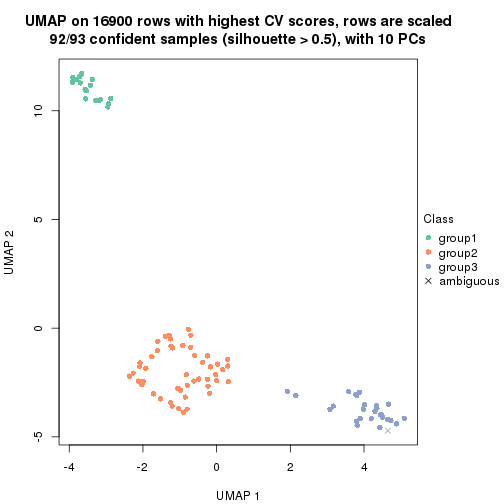 UMAP on 16900 rows with highest CV scores, rows are scaled
92/93 confident samples (silhouette > 0.5), with 10 PCs
10
5
0
-5
UMAP 2
-4
-2
0
2
4
UMAP 1
Class
group1
group2
group3
ambiguous